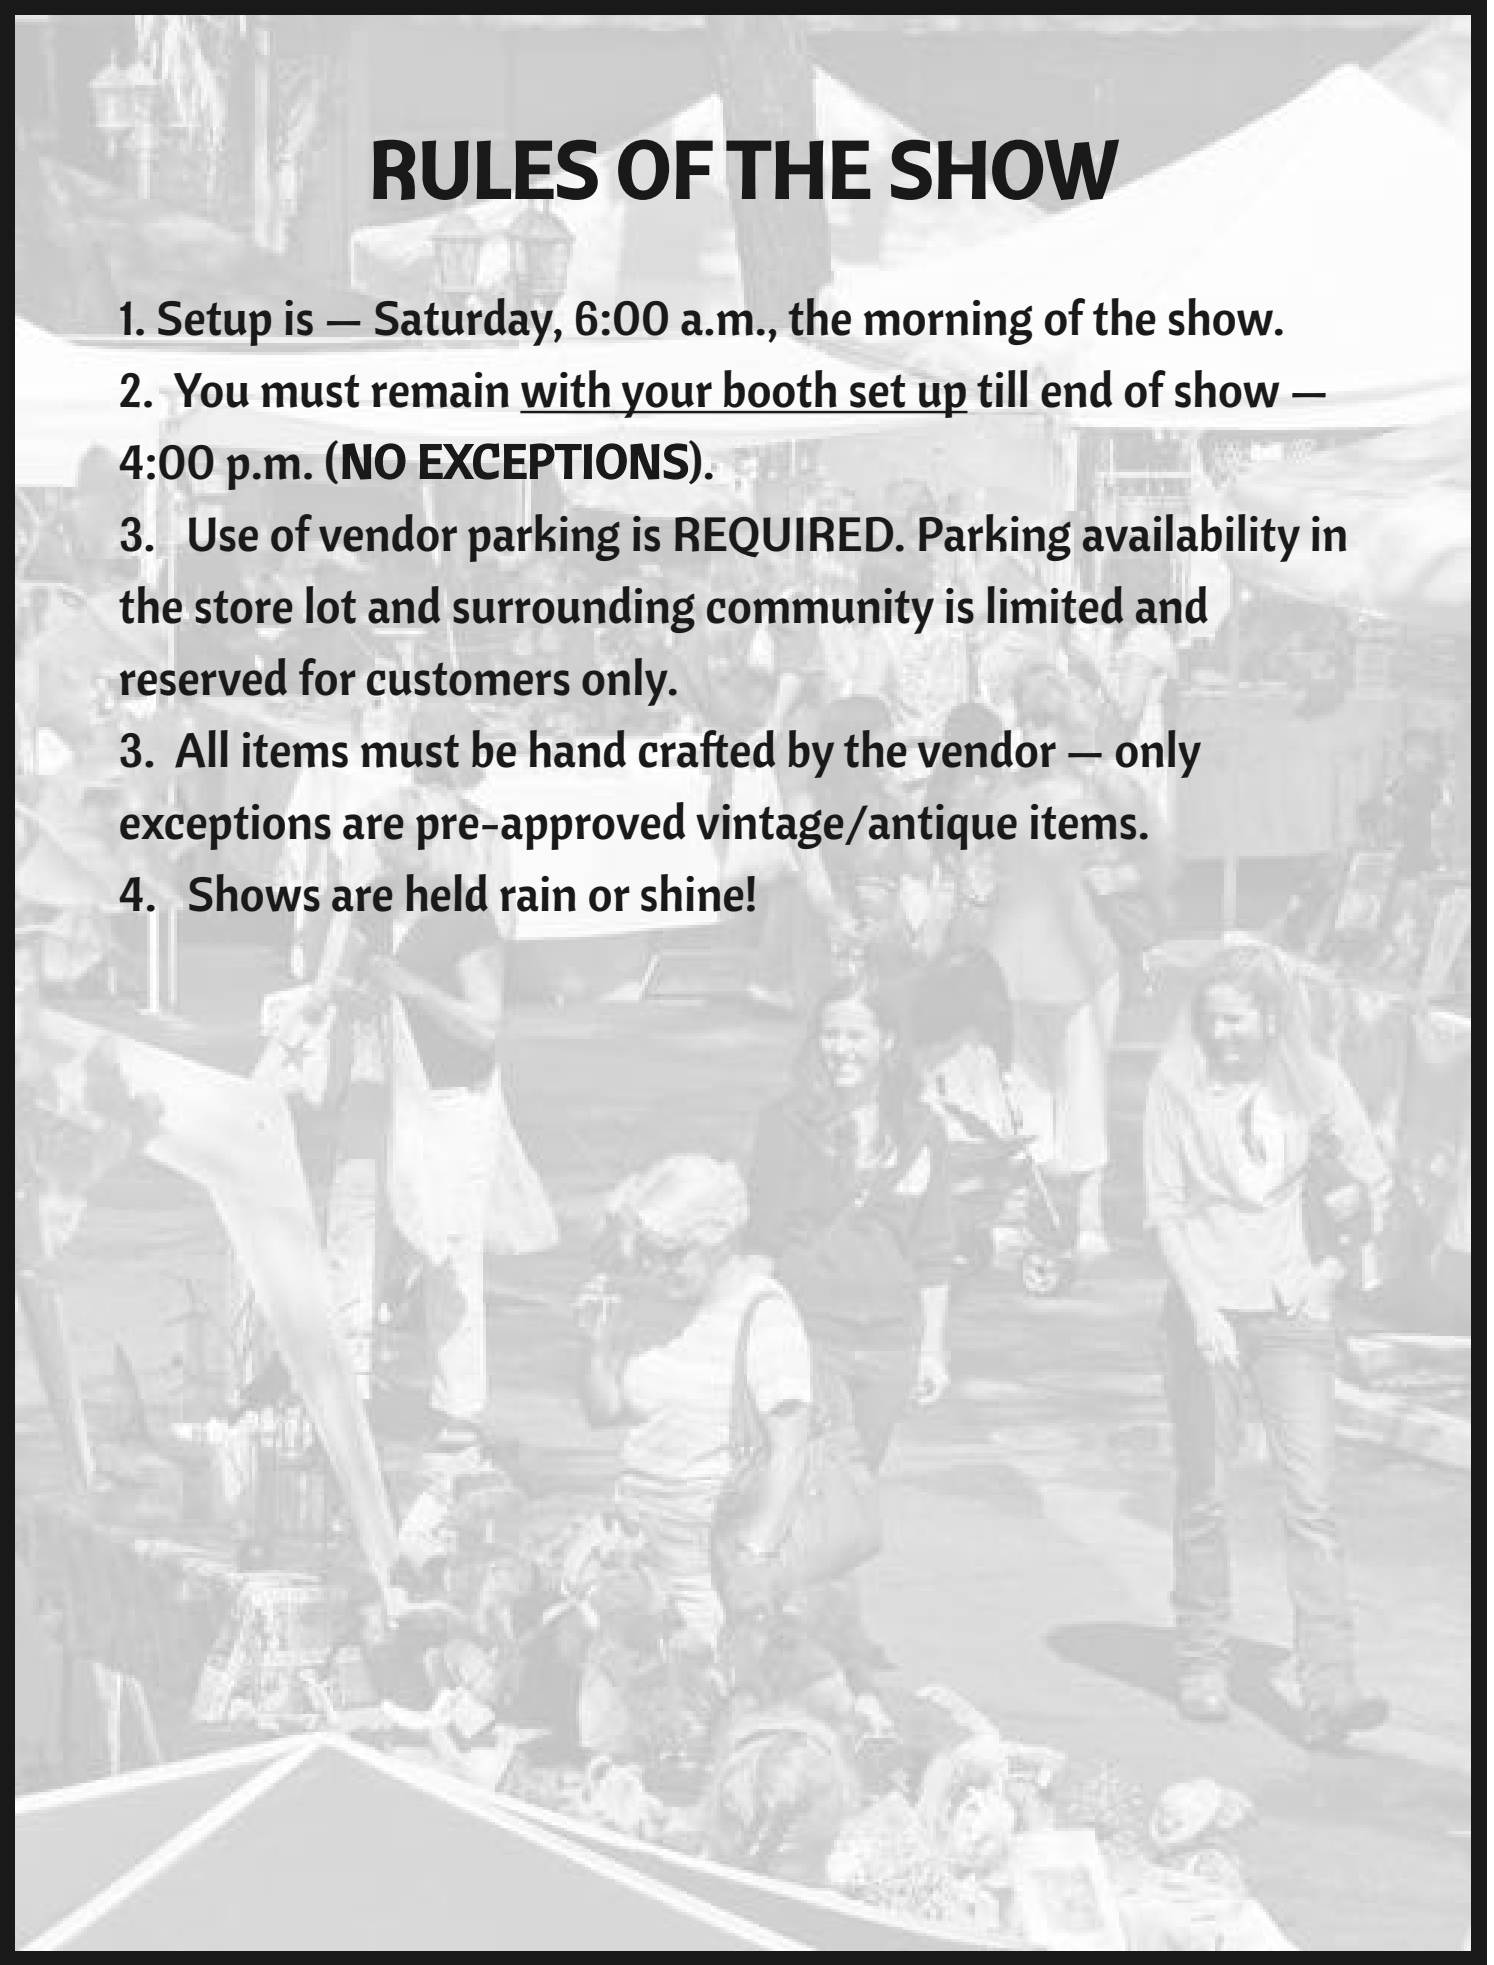 RULES OF THE SHOW
1. Setup is — Saturday, 6:00 a.m., the morning of the show.
2. You must remain with your booth set up till end of show —
4:00 p.m. (NO EXCEPTIONS).
3. Use of vendor parking is REQUIRED. Parking availability in
the store lot and surrounding community is limited and
reserved for customers only.
3. All items must be hand crafted by the vendor — only
exceptions are pre-approved vintage/antique items.
4. Shows are held rain or shine!